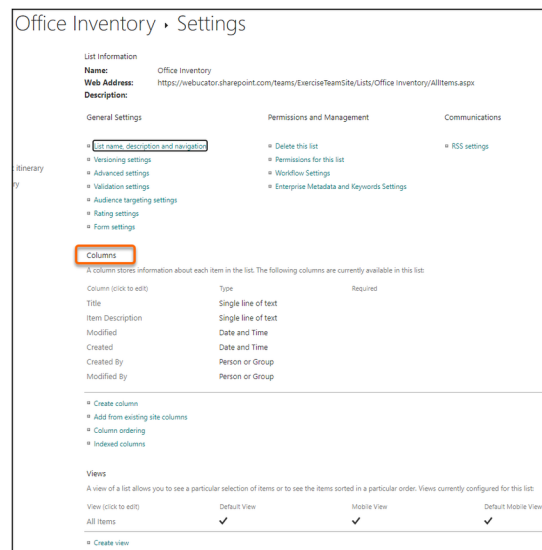 Office Inventory › Settings
List Information
Name: Office Inventory
Web Address: https://webucator.sharepoint.com/teams/ExerciseTeamSite/Lists/Office Inventory/AllItems.aspx
Description:
General Settings Permissions and Management Communications
List name, description and navigation Delete this list RSS settings
Versioning settings Permissions for this list
itinerary
Advanced settings Workflow Settings
ry
Validation settings Enterprise Metadata and Keywords Settings
Audience targeting settings
Rating settings
Form settings
Columns
A column stores information about each item in the list. The following columns are currently available in this list:
Column (click to edit) Type Required
Title Single line of text
Item Description Single line of text
Modified Date and Time
Created Date and Time
Created By Person or Group
Modified By Person or Group
Create column
Add from existing site columns
Column ordering
Indexed columns
Views
A view of a list allows you to see a particular selection of items or to see the items sorted in a particular order. Views currently configured for this list:
View (click to edit) Default View Mobile View Default Mobile View
All Items ✓ ✓ ✓
Create view